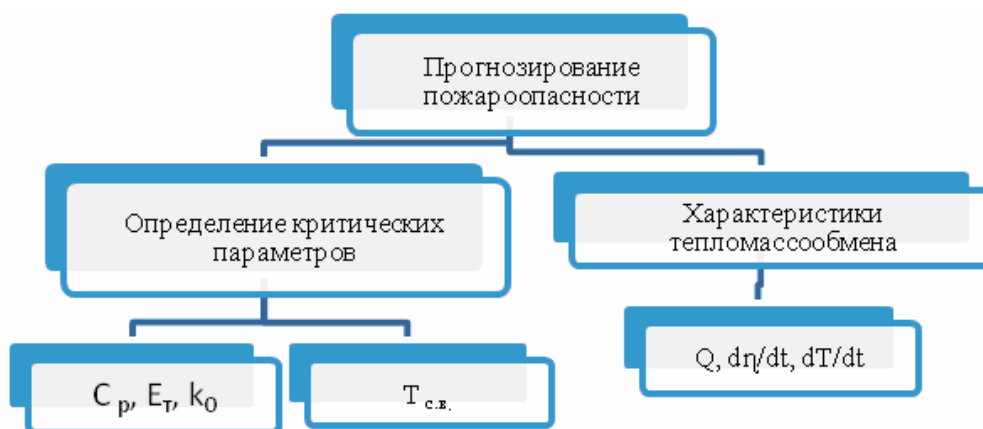 Прогнозирование
пожароопасности
Определение критических
параметров
Характеристики
тепломассообмена
C p, Eт, k0
T с.в.
Q, dη/dt, dT/dt